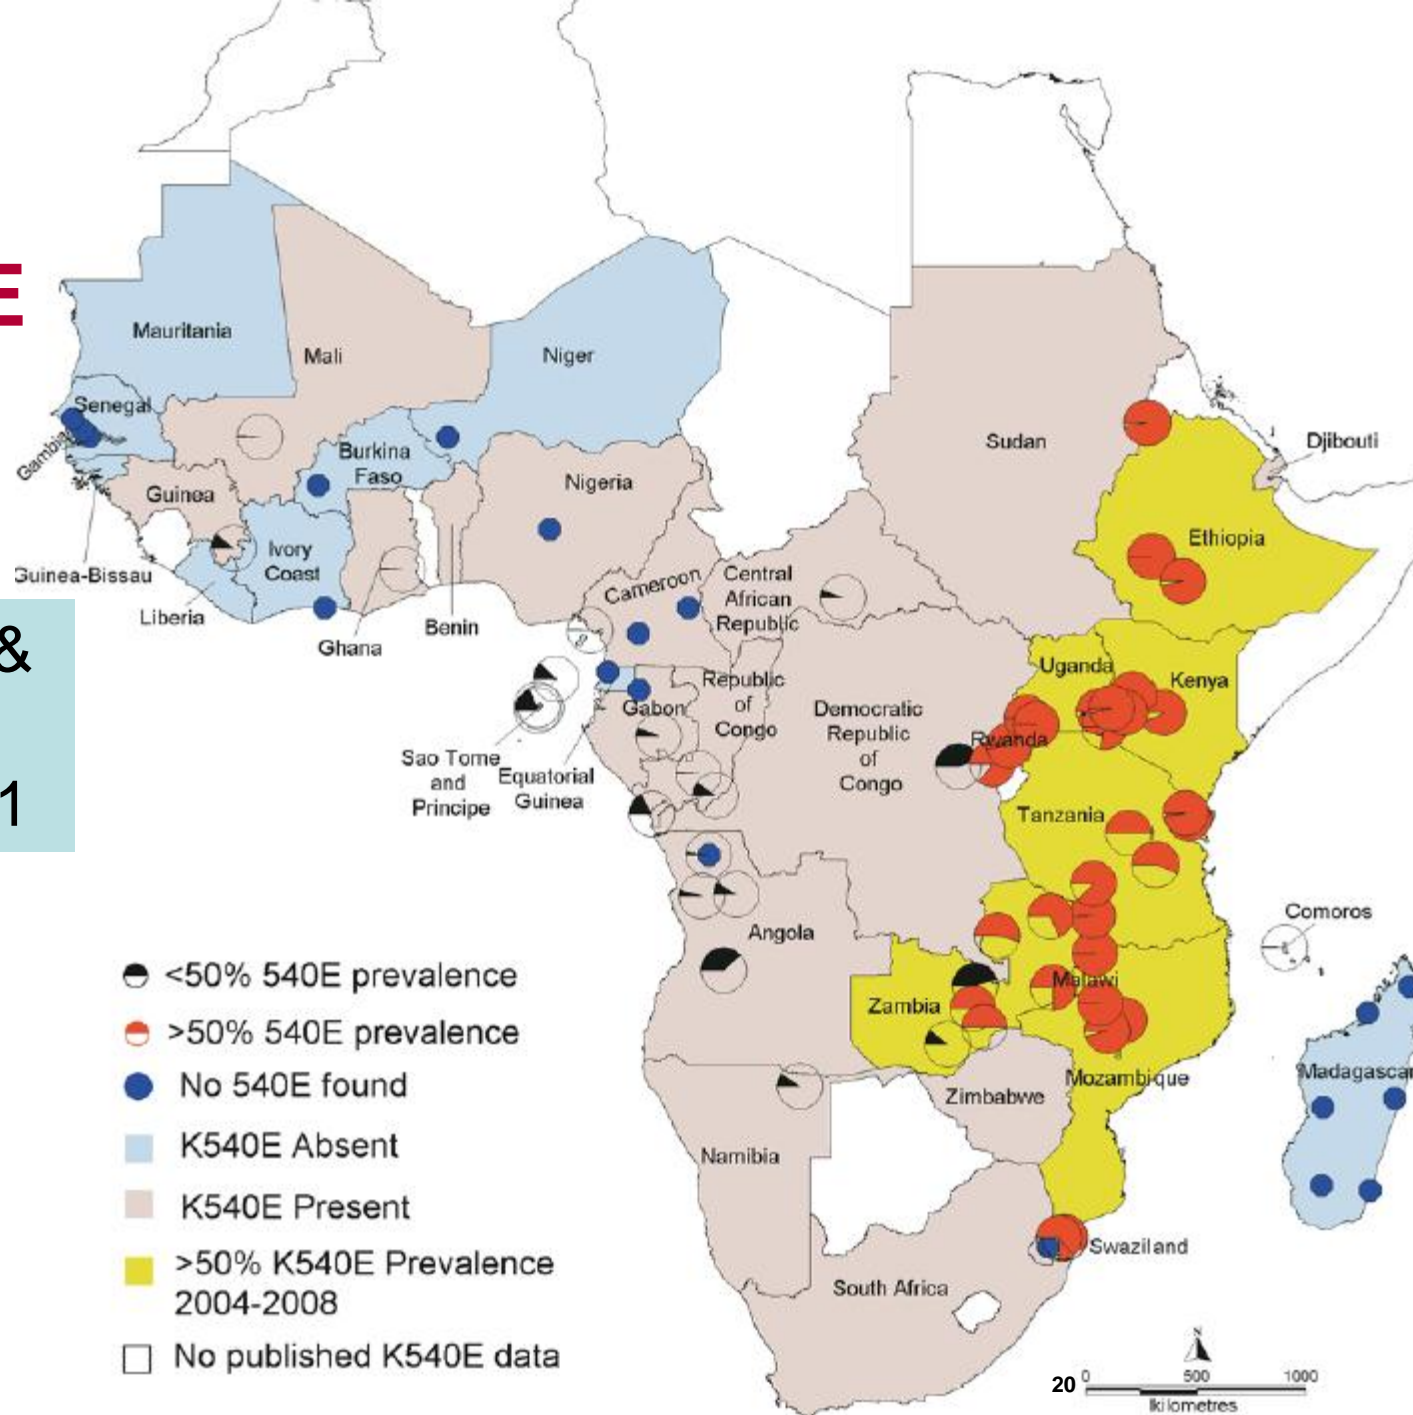 E
&
1
Mauritania
Mali
Niger
Senegal
Gambia
Burkina
Faso
Guinea
Nigeria
Ivory
Coast
Guinea-Bissau
Liberia
Ghana
Benin
Cameroon
Central
African
Republic
Sudan
Djibouti
Ethiopia
Uganda
Kenya
Republic
of
Congo
Gabon
Democratic
Republic
of
Congo
Rwanda
Sao Tome
and
Principe
Equatorial
Guinea
Tanzania
Comoros
Angola
Malawi
Zambia
Madagascar
Mozambique
Zimbabwe
Namibia
Swaziland
South Africa
<50% 540E prevalence
>50% 540E prevalence
No 540E found
K540E Absent
K540E Present
>50% K540E Prevalence
2004-2008
No published K540E data
N
20
0 500 1000
kilometres